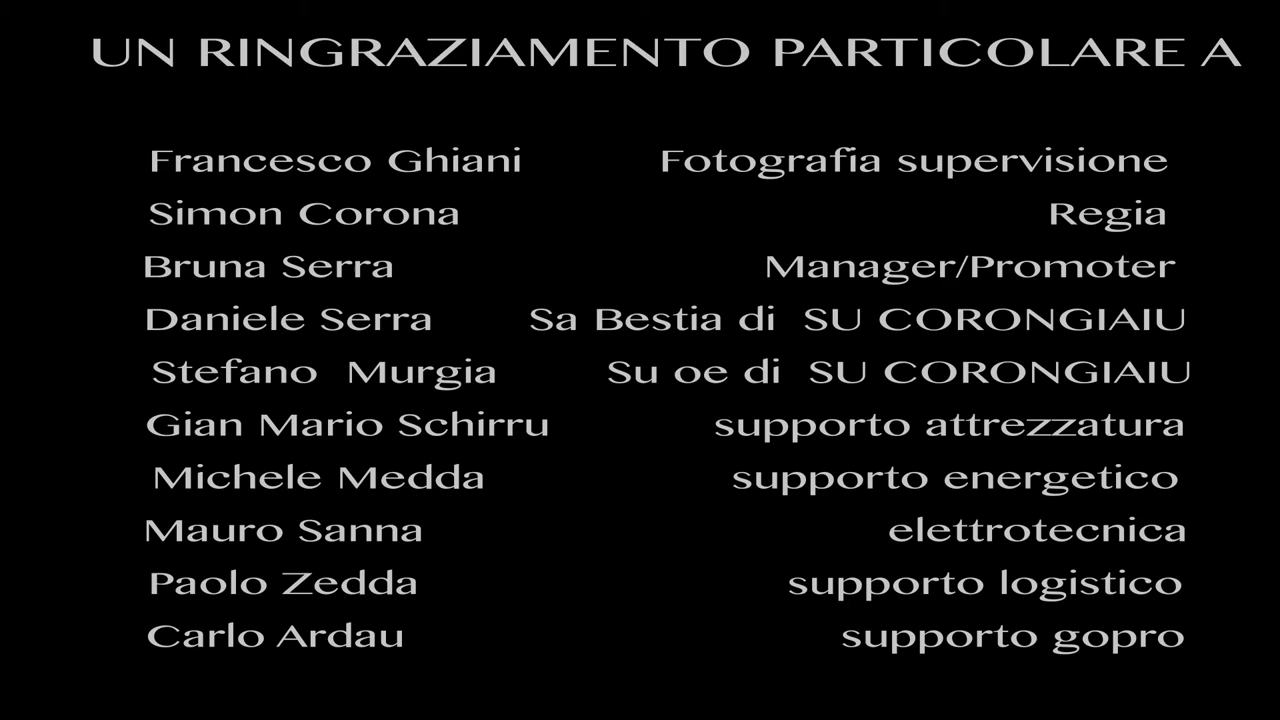 UN RINGRAZIAMENTO PARTICOLARE A
Francesco Ghiani Fotografia supervisione
Simon Corona Regia
Bruna Serra Manager/Promoter
Daniele Serra Sa Bestia di SU CORONGIAIU
Stefano Murgia Su oe di SU CORONGIAIU
Gian Mario Schirru supporto attrezzatura
Michele Medda supporto energetico
Mauro Sanna elettrotecnica
Paolo Zedda supporto logistico
Carlo Ardau supporto gopro